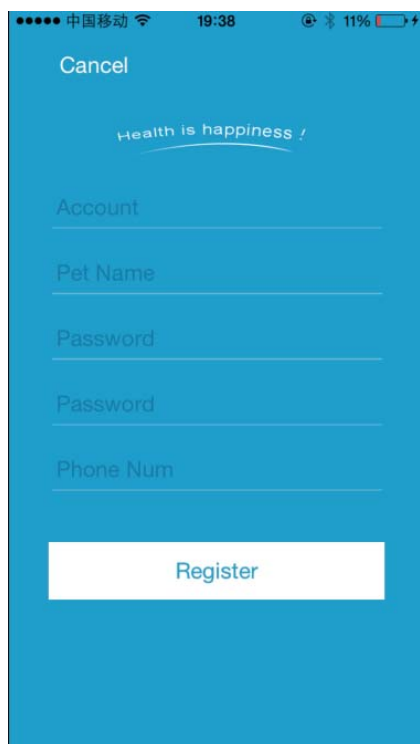 中国移动 19:38 11%
Cancel
Health is happiness !
Account
Pet Name
Password
Password
Phone Num
Register